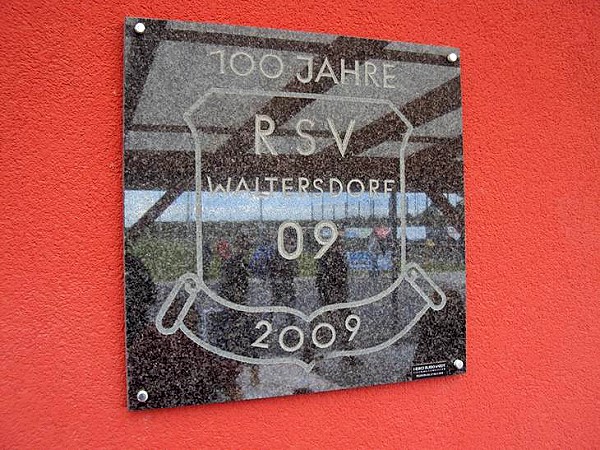 100 JAHRE
RSV
WALTERSDORF
09
2009